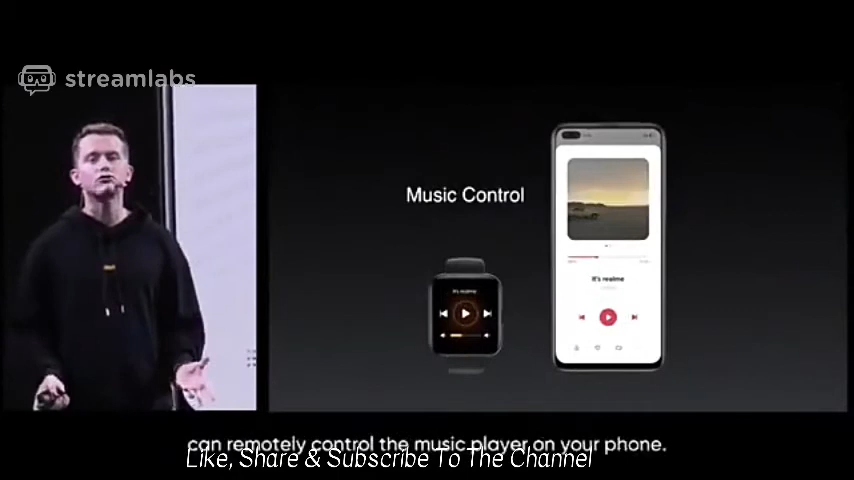 streamlabs
Music Control
It's realme
It's realme
can remotely control the music player on your phone.
Like, Share & Subscribe To The Channel